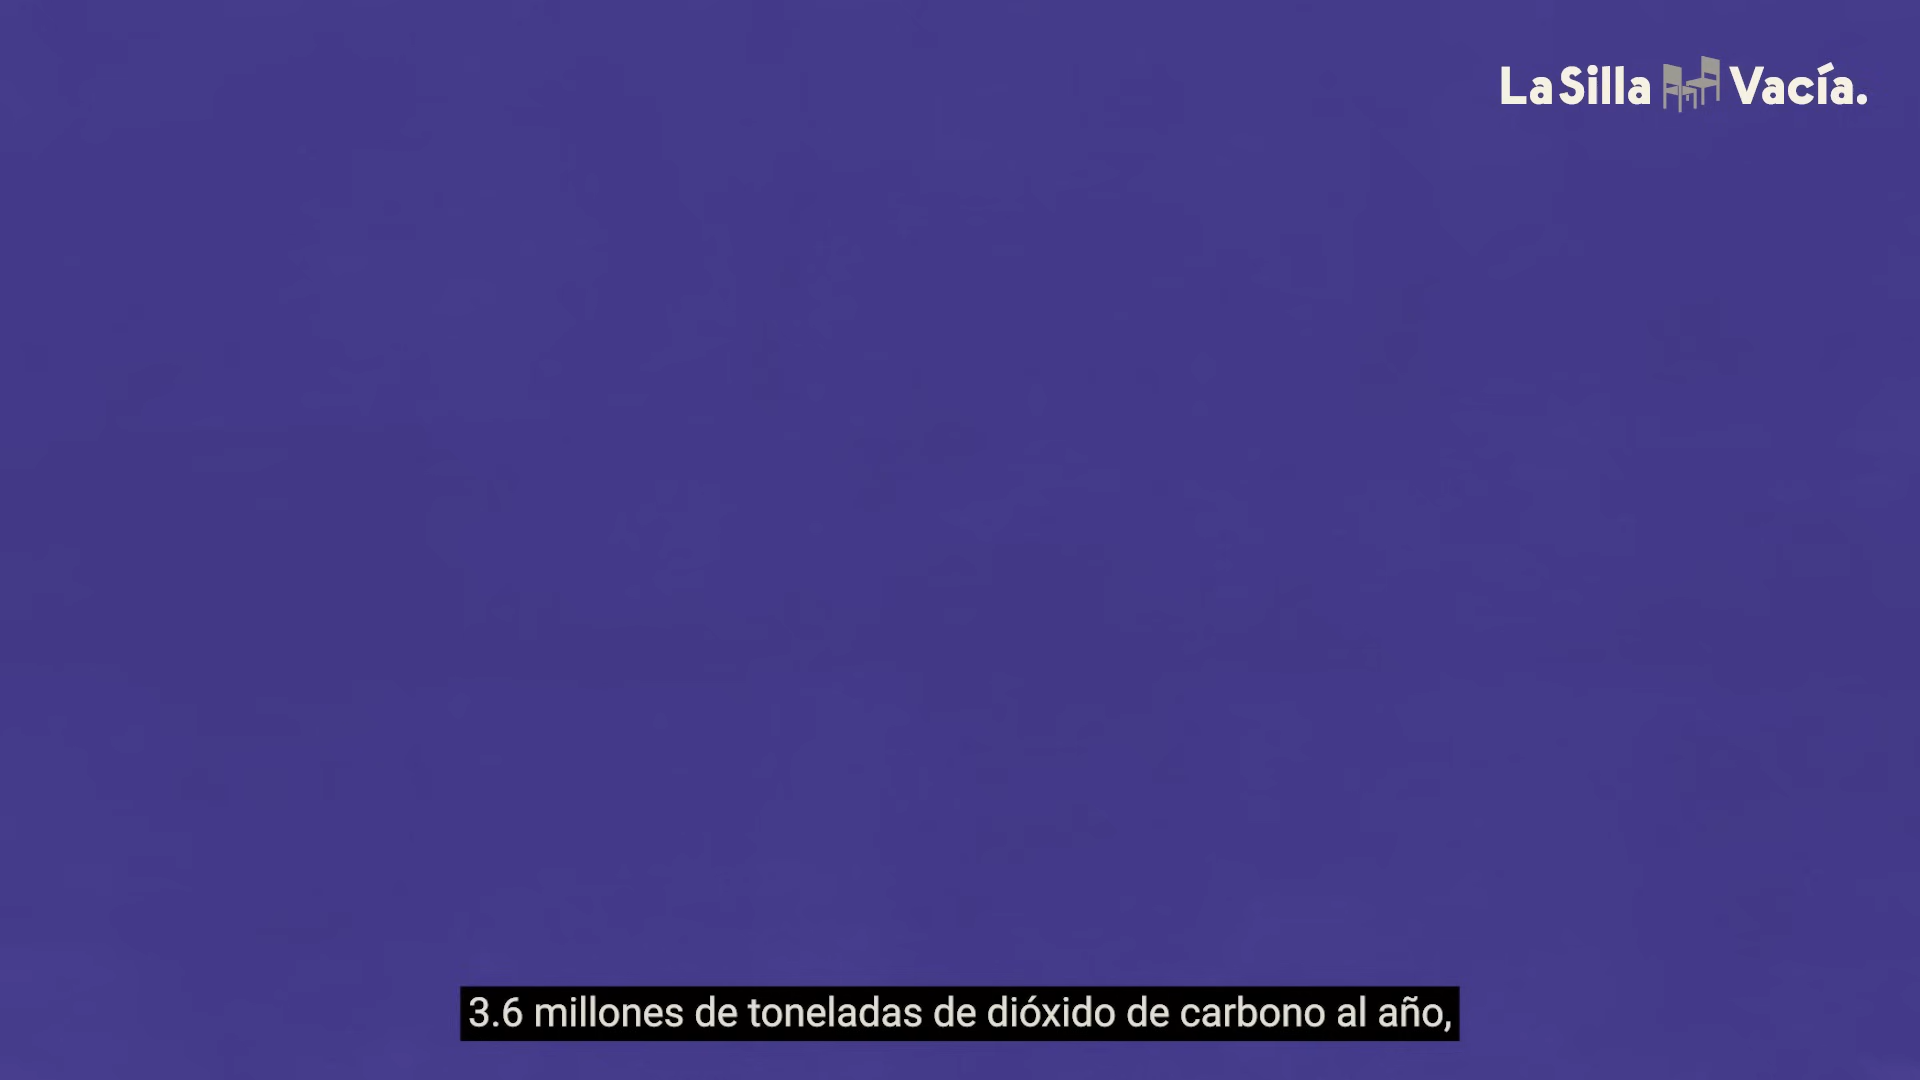 La Silla Vacía.
3.6 millones de toneladas de dióxido de carbono al año,